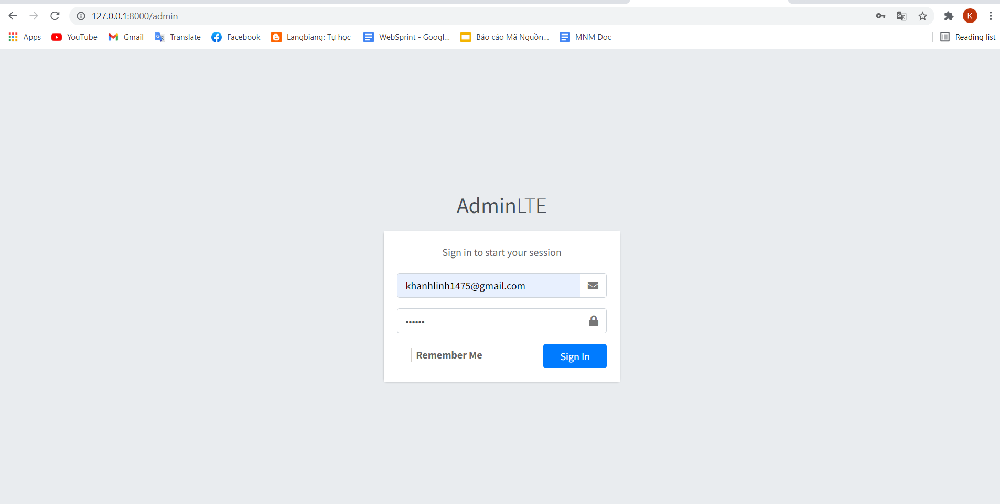 127.0.0.1:8000/admin
K
Apps YouTube Gmail Translate Facebook Langbiang: Tự học WebSprint - Googl... Báo cáo Mã Nguồn... MNM Doc Reading list
AdminLTE
Sign in to start your session
khanhlinh1475@gmail.com
••••••
Remember Me Sign In